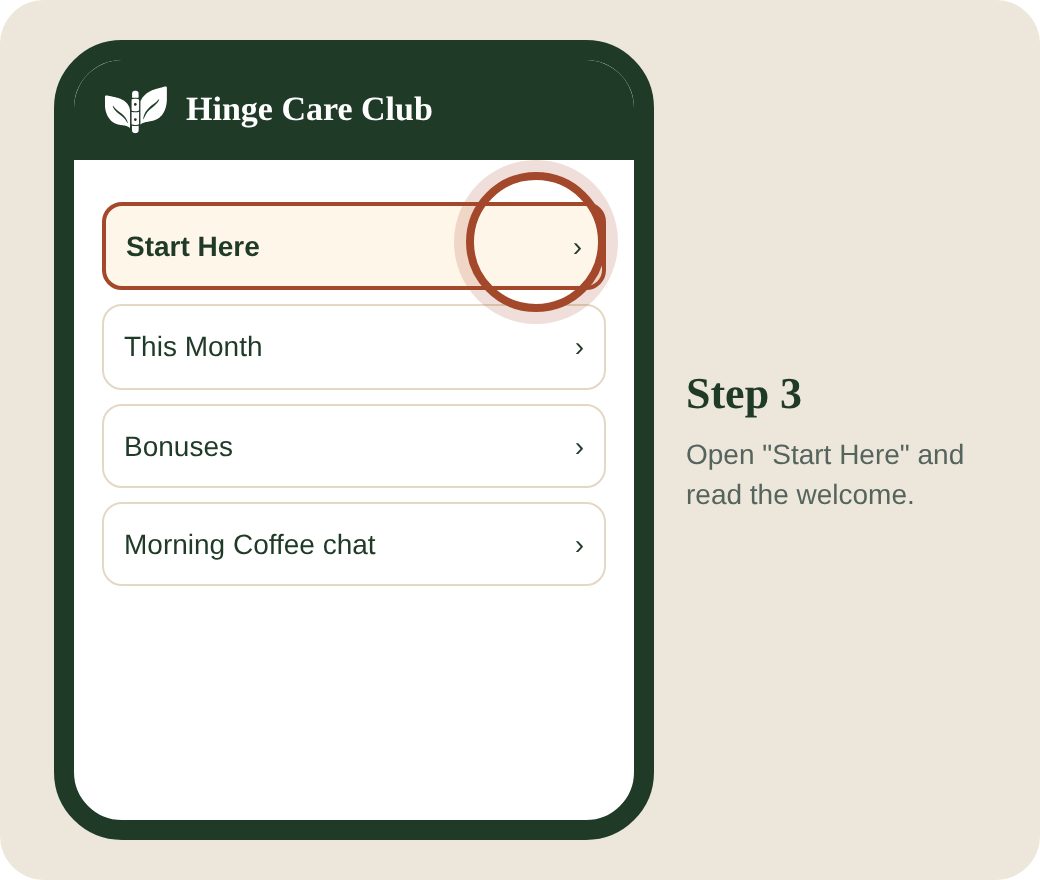 Hinge Care Club
Start Here ›
This Month ›
Bonuses ›
Morning Coffee chat ›
Step 3
Open "Start Here" and
read the welcome.